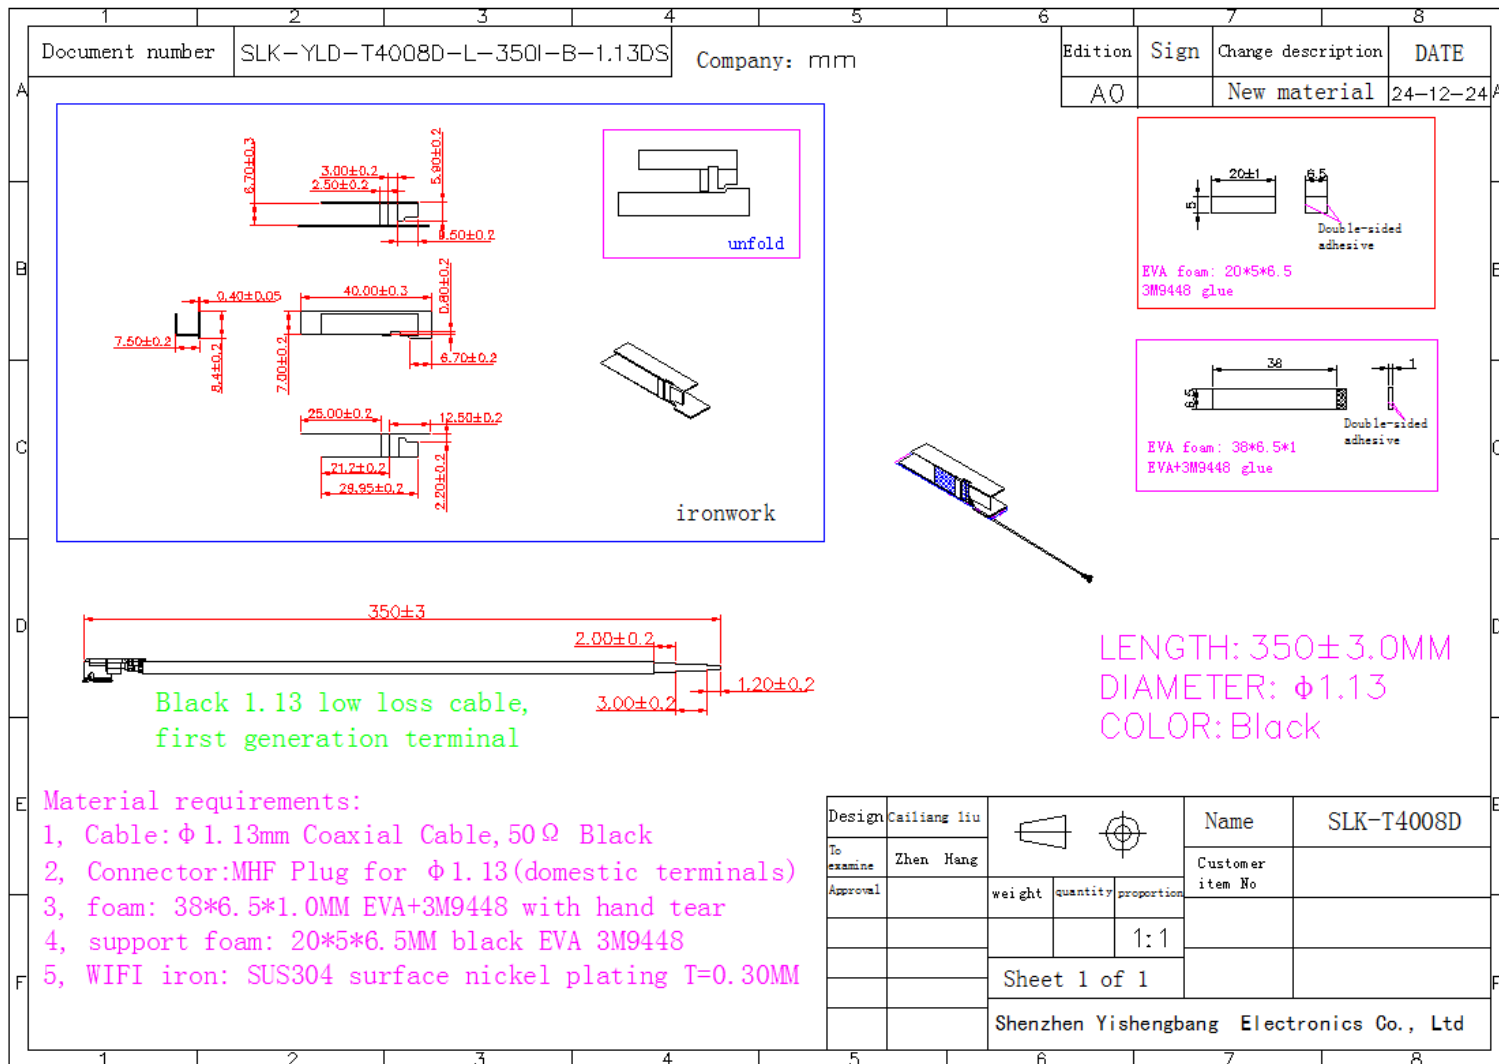 1 2 3 4 5 6 7 8
Document number SLK-YLD-T4008D-L-350I-B-1.13DS Company: mm
Edition Sign Change description DATE
A0 New material 24-12-24
A A
B B
C C
D D
E E
F F
6.70±0.3
3.00±0.2
2.50±0.2
5.90±0.2
9.50±0.2
unfold
0.40±0.05
40.00±0.3
0.80±0.2
7.50±0.2
8.4±0.2
7.00±0.2
6.70±0.2
25.00±0.2
12.50±0.2
21.2±0.2
29.95±0.2
2.20±0.2
ironwork
20±1
6.5
5
Double-sided
adhesive
EVA foam: 20*5*6.5
3M9448 glue
38
1
6.5
Double-sided
adhesive
EVA foam: 38*6.5*1
EVA+3M9448 glue
350±3
2.00±0.2
1.20±0.2
3.00±0.2
Black 1.13 low loss cable,
first generation terminal
LENGTH: 350±3.0MM
DIAMETER: ϕ1.13
COLOR: Black
Material requirements:
1, Cable:Φ1.13mm Coaxial Cable,50Ω Black
2, Connector:MHF Plug for Φ1.13(domestic terminals)
3, foam: 38*6.5*1.0MM EVA+3M9448 with hand tear
4, support foam: 20*5*6.5MM black EVA 3M9448
5, WIFI iron: SUS304 surface nickel plating T=0.30MM
Design Cailiang liu
To examine Zhen Hang
Approval
weight quantity proportion
1:1
Sheet 1 of 1
Name SLK-T4008D
Customer
item No
Shenzhen Yishengbang Electronics Co., Ltd
1 2 3 4 5 6 7 8